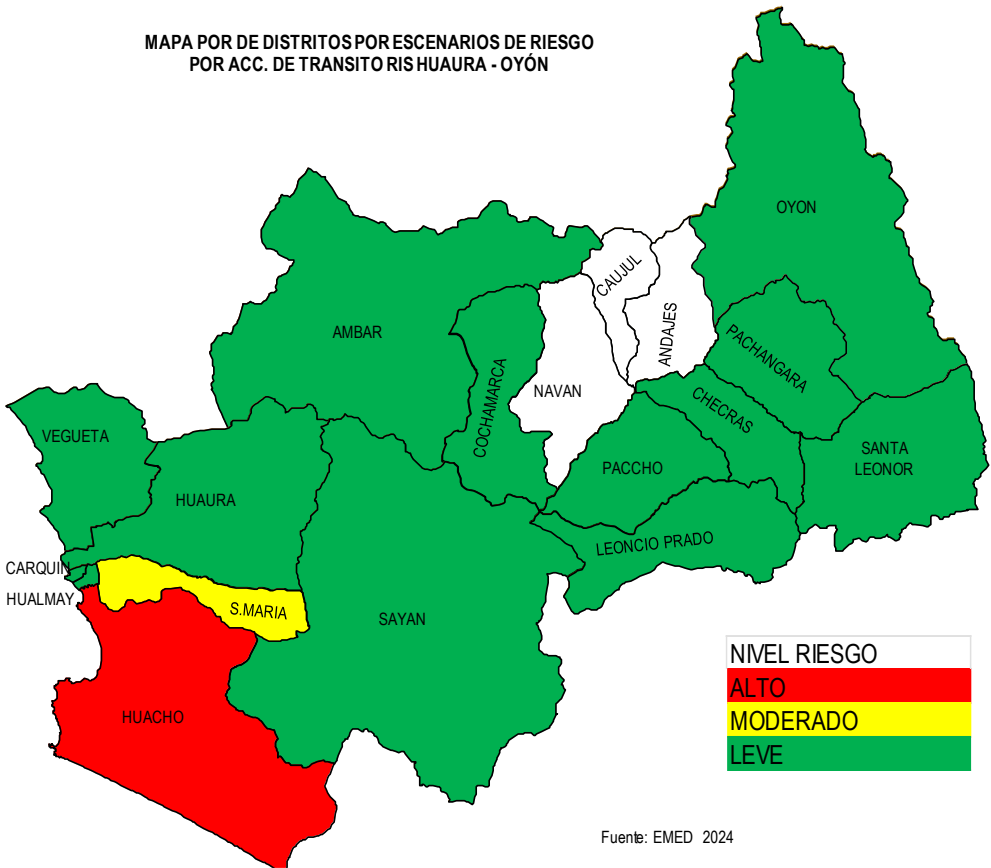 MAPA POR DE DISTRITOS POR ESCENARIOS DE RIESGO
POR ACC. DE TRANSITO RIS HUAURA - OYÓN
OYON
CAUJUL
ANDAJES
AMBAR
PACHANGARA
COCHAMARCA
NAVAN
CHECRAS
VEGUETA
SANTA
LEONOR
PACCHO
HUAURA
LEONCIO PRADO
CARQUIN
HUALMAY
S.MARIA
SAYAN
HUACHO
NIVEL RIESGO
ALTO
MODERADO
LEVE
Fuente: EMED 2024